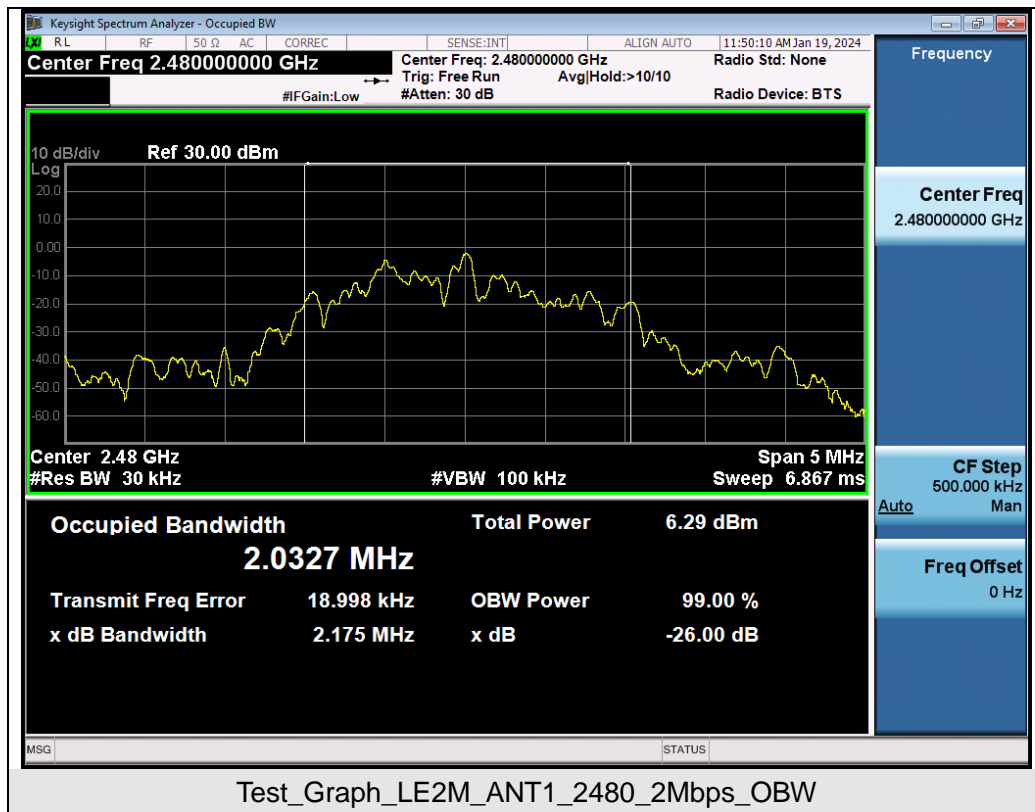 Keysight Spectrum Analyzer - Occupied BW
LXI RL RF 50 Ω AC CORREC SENSE:INT ALIGN AUTO 11:50:10 AM Jan 19, 2024
Center Freq 2.480000000 GHz
Center Freq: 2.480000000 GHz
Radio Std: None
Trig: Free Run Avg|Hold:>10/10
#IFGain:Low
#Atten: 30 dB
Radio Device: BTS
10 dB/div Ref 30.00 dBm
Log
20.0
10.0
0.00
-10.0
-20.0
-30.0
-40.0
-50.0
-60.0
Center 2.48 GHz
Span 5 MHz
#Res BW 30 kHz
#VBW 100 kHz
Sweep 6.867 ms
Occupied Bandwidth
2.0327 MHz
Total Power 6.29 dBm
Transmit Freq Error 18.998 kHz
OBW Power 99.00 %
x dB Bandwidth 2.175 MHz
x dB -26.00 dB
Frequency
Center Freq
2.480000000 GHz
CF Step
500.000 kHz
Auto Man
Freq Offset
0 Hz
MSG
STATUS
Test_Graph_LE2M_ANT1_2480_2Mbps_OBW